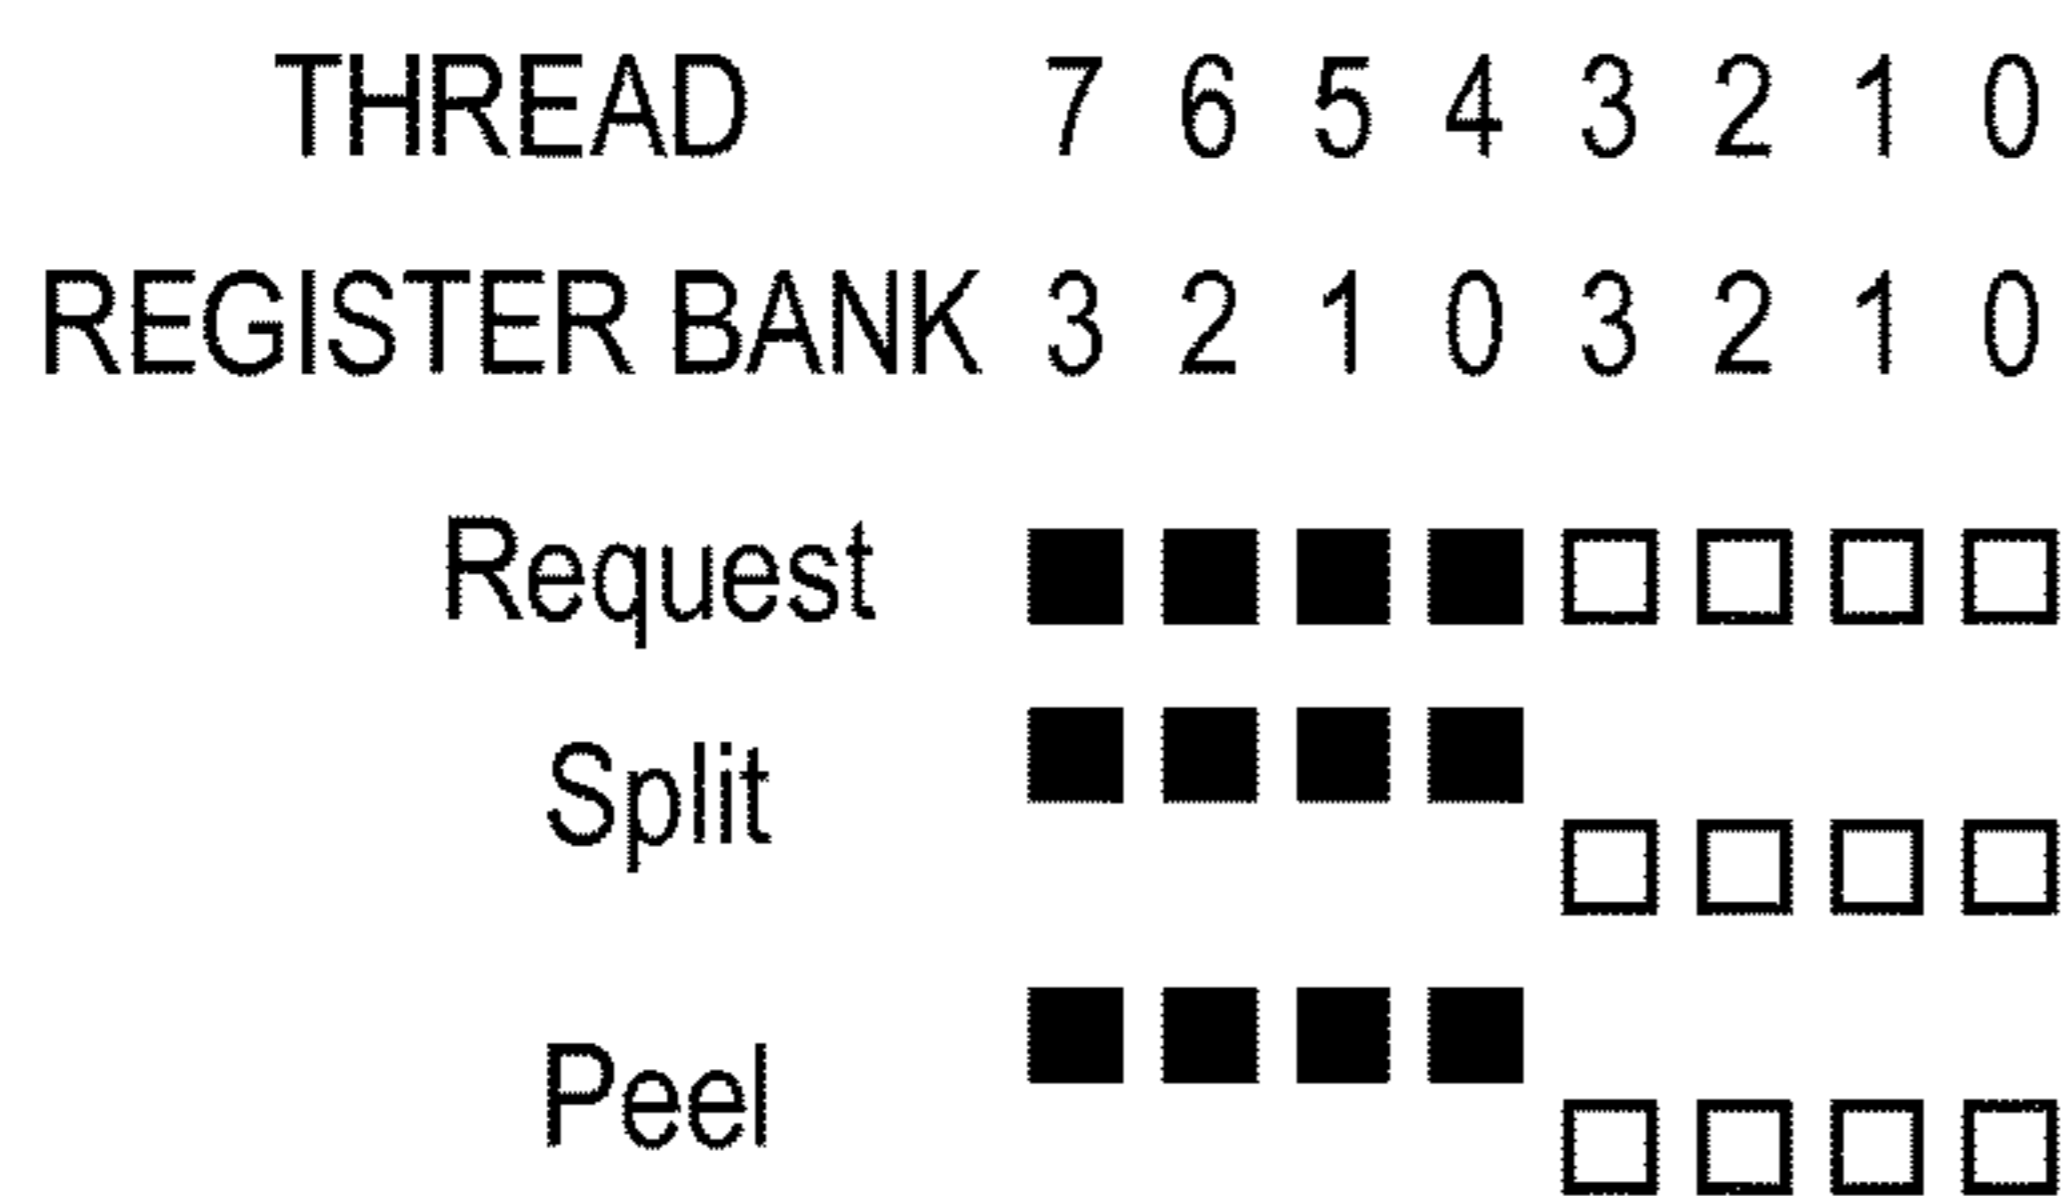 THREAD 7 6 5 4 3 2 1 0
REGISTER BANK 3 2 1 0 3 2 1 0
Request
Split
Peel